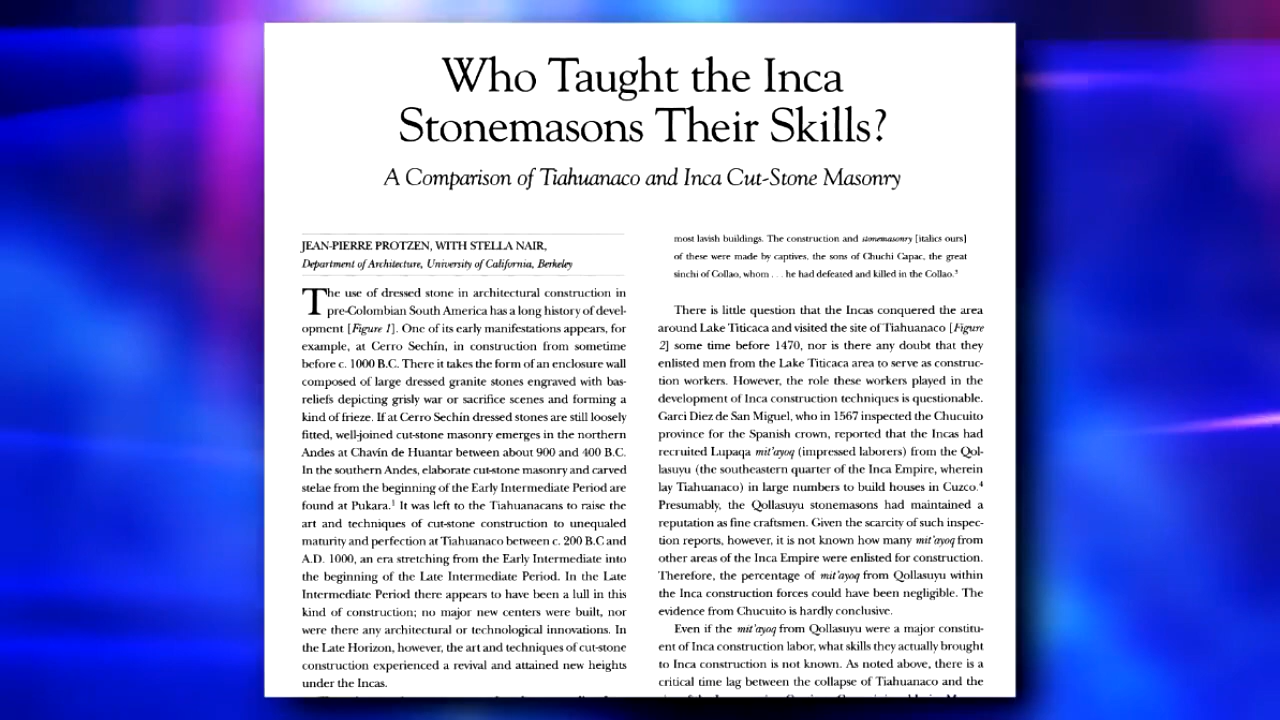 Who Taught the Inca
Stonemasons Their Skills?
A Comparison of Tiahuanaco and Inca Cut-Stone Masonry
JEAN-PIERRE PROTZEN, WITH STELLA NAIR,
Department of Architecture, University of California, Berkeley
The use of dressed stone in architectural construction in
pre-Colombian South America has a long history of devel-
opment [Figure 1]. One of its early manifestations appears, for
example, at Cerro Sechín, in construction from sometime
before c. 1000 B.C. There it takes the form of an enclosure wall
composed of large dressed granite stones engraved with bas-
reliefs depicting grisly war or sacrifice scenes and forming a
kind of frieze. If at Cerro Sechín dressed stones are still loosely
fitted, well-joined cut-stone masonry emerges in the northern
Andes at Chavín de Huantar between about 900 and 400 B.C.
In the southern Andes, elaborate cut-stone masonry and carved
stelae from the beginning of the Early Intermediate Period are
found at Pukara.¹ It was left to the Tiahuanacans to raise the
art and techniques of cut-stone construction to unequaled
maturity and perfection at Tiahuanaco between c. 200 B.C and
A.D. 1000, an era stretching from the Early Intermediate into
the beginning of the Late Intermediate Period. In the Late
Intermediate Period there appears to have been a lull in this
kind of construction; no major new centers were built, nor
were there any architectural or technological innovations. In
the Late Horizon, however, the art and techniques of cut-stone
construction experienced a revival and attained new heights
under the Incas.
most lavish buildings. The construction and stonemasonry [italics ours]
of these were made by captives, the sons of Chuchi Capac, the great
sinchi of Collao, whom . . . he had defeated and killed in the Collao.³
There is little question that the Incas conquered the area
around Lake Titicaca and visited the site of Tiahuanaco [Figure
2] some time before 1470, nor is there any doubt that they
enlisted men from the Lake Titicaca area to serve as construc-
tion workers. However, the role these workers played in the
development of Inca construction techniques is questionable.
Garci Diez de San Miguel, who in 1567 inspected the Chucuito
province for the Spanish crown, reported that the Incas had
recruited Lupaqa mit'ayoq (impressed laborers) from the Qol-
lasuyu (the southeastern quarter of the Inca Empire, wherein
lay Tiahuanaco) in large numbers to build houses in Cuzco.⁴
Presumably, the Qollasuyu stonemasons had maintained a
reputation as fine craftsmen. Given the scarcity of such inspec-
tion reports, however, it is not known how many mit'ayoq from
other areas of the Inca Empire were enlisted for construction.
Therefore, the percentage of mit'ayoq from Qollasuyu within
the Inca construction forces could have been negligible. The
evidence from Chucuito is hardly conclusive.
Even if the mit'ayoq from Qollasuyu were a major constitu-
ent of Inca construction labor, what skills they actually brought
to Inca construction is not known. As noted above, there is a
critical time lag between the collapse of Tiahuanaco and the